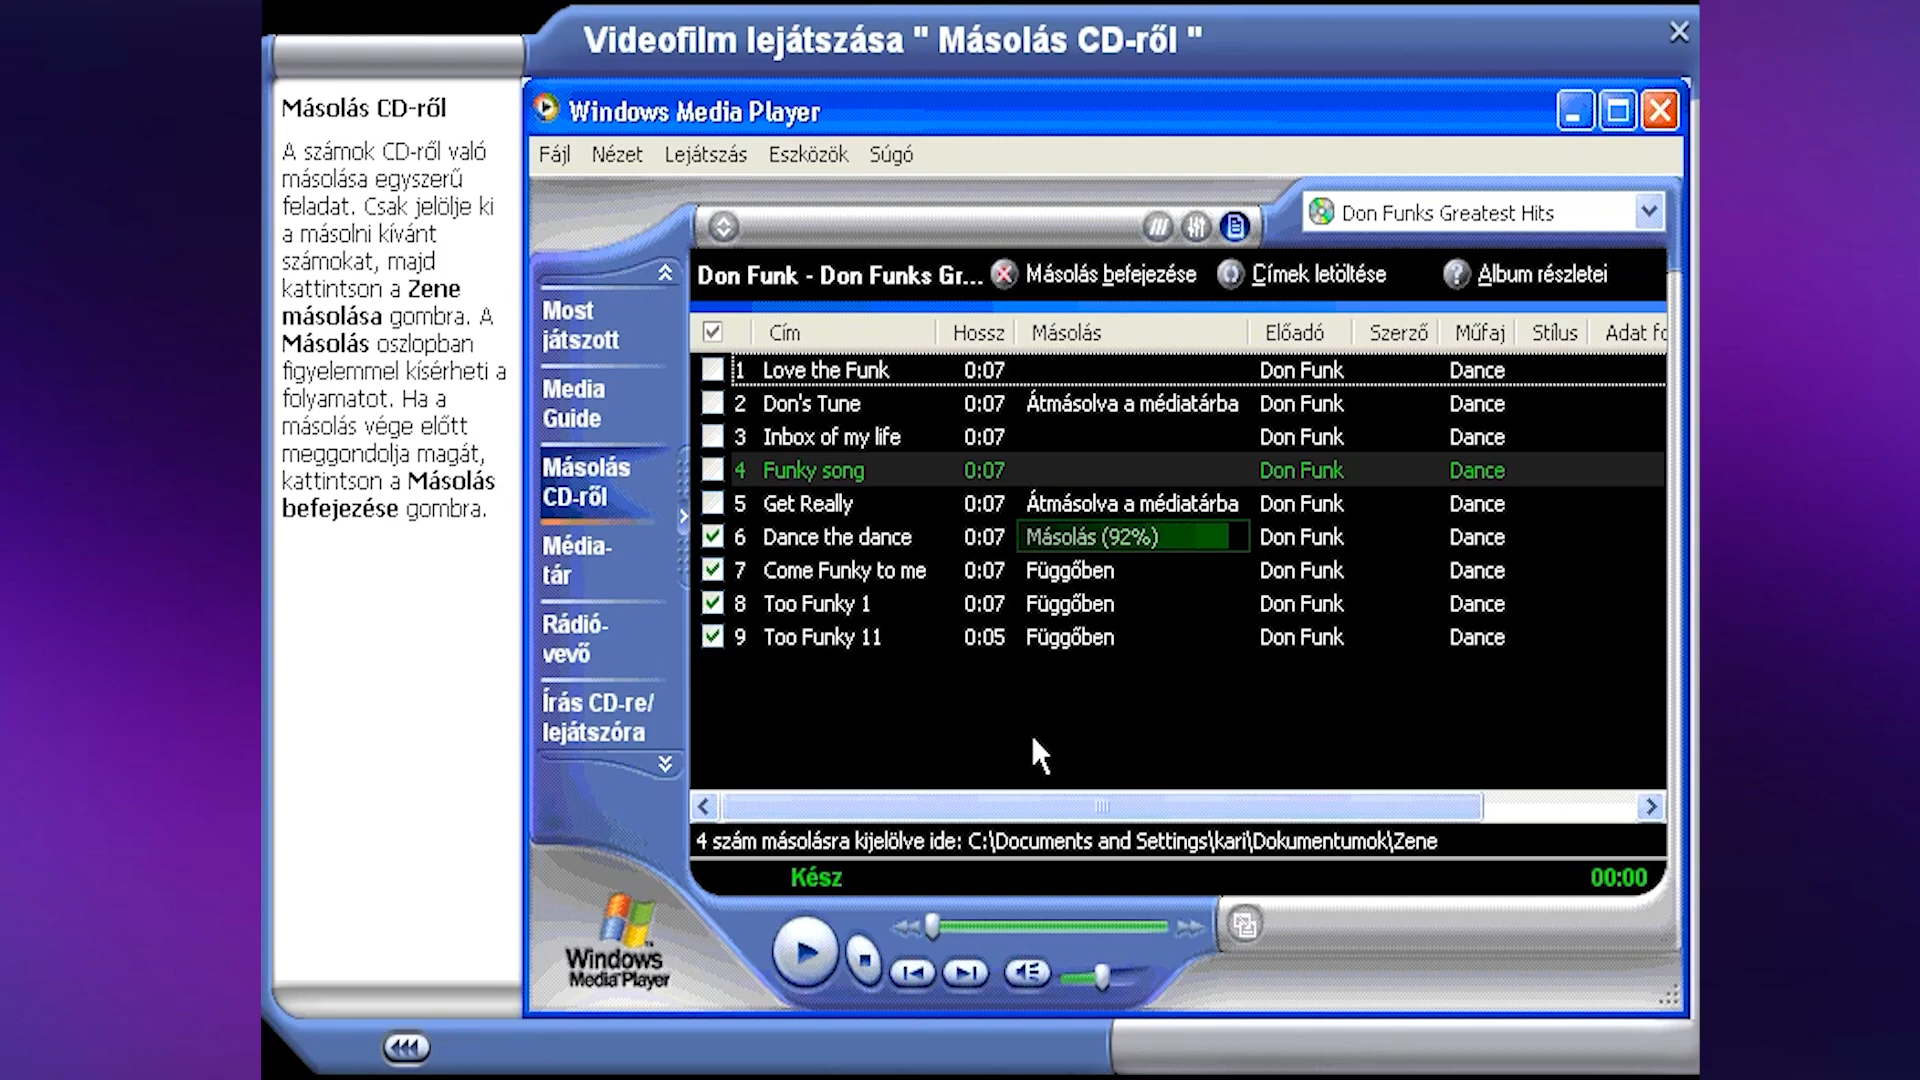 Videofilm lejátszása " Másolás CD-ről "
Másolás CD-ről
A számok CD-ről való
másolása egyszerű
feladat. Csak jelölje ki
a másolni kívánt
számokat, majd
kattintson a Zene
másolása gombra. A
Másolás oszlopban
figyelemmel kísérheti a
folyamatot. Ha a
másolás vége előtt
meggondolja magát,
kattintson a Másolás
befejezése gombra.
Windows Media Player
Fájl Nézet Lejátszás Eszközök Súgó
Don Funks Greatest Hits
Most
játszott
Media
Guide
Másolás
CD-ről
Média-
tár
Rádió-
vevő
Írás CD-re/
lejátszóra
Don Funk - Don Funks Gr... Másolás befejezése Címek letöltése Album részletei
Cím Hossz Másolás Előadó Szerző Műfaj Stílus Adat fo
1 Love the Funk 0:07 Don Funk Dance
2 Don's Tune 0:07 Átmásolva a médiatárba Don Funk Dance
3 Inbox of my life 0:07 Don Funk Dance
4 Funky song 0:07 Don Funk Dance
5 Get Really 0:07 Átmásolva a médiatárba Don Funk Dance
6 Dance the dance 0:07 Másolás (92%) Don Funk Dance
7 Come Funky to me 0:07 Függőben Don Funk Dance
8 Too Funky 1 0:07 Függőben Don Funk Dance
9 Too Funky 11 0:05 Függőben Don Funk Dance
4 szám másolásra kijelölve ide: C:\Documents and Settings\kari\Dokumentumok\Zene
Kész 00:00
Windows
Media Player